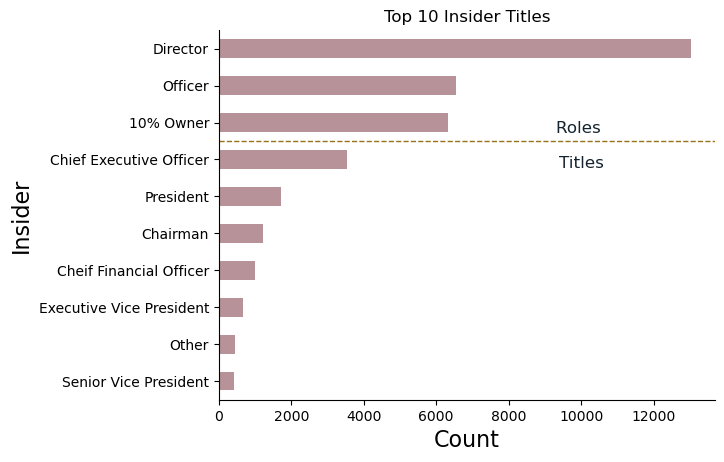 Top 10 Insider Titles
Director
Officer
10% Owner
Roles
Chief Executive Officer
Titles
President
Chairman
Cheif Financial Officer
Executive Vice President
Other
Senior Vice President
Insider
0 2000 4000 6000 8000 10000 12000
Count